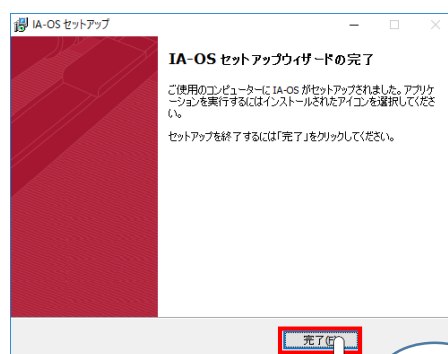 IA-OS セットアップ
IA-OS セットアップウィザードの完了
ご使用のコンピューターに IA-OS がセットアップされました。アプリケ
ーションを実行するにはインストールされたアイコンを選択してくださ
い。
セットアップを終了するには「完了」をクリックしてください。
完了(F)